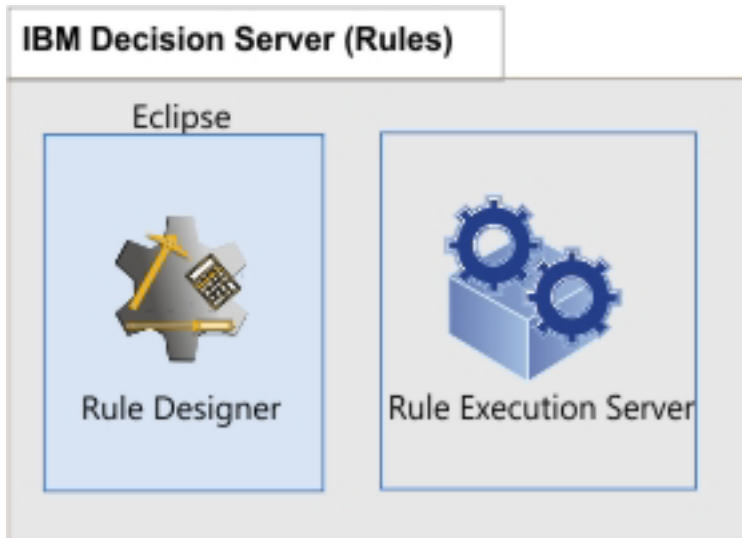 IBM Decision Server (Rules)
Eclipse
Rule Designer
Rule Execution Server